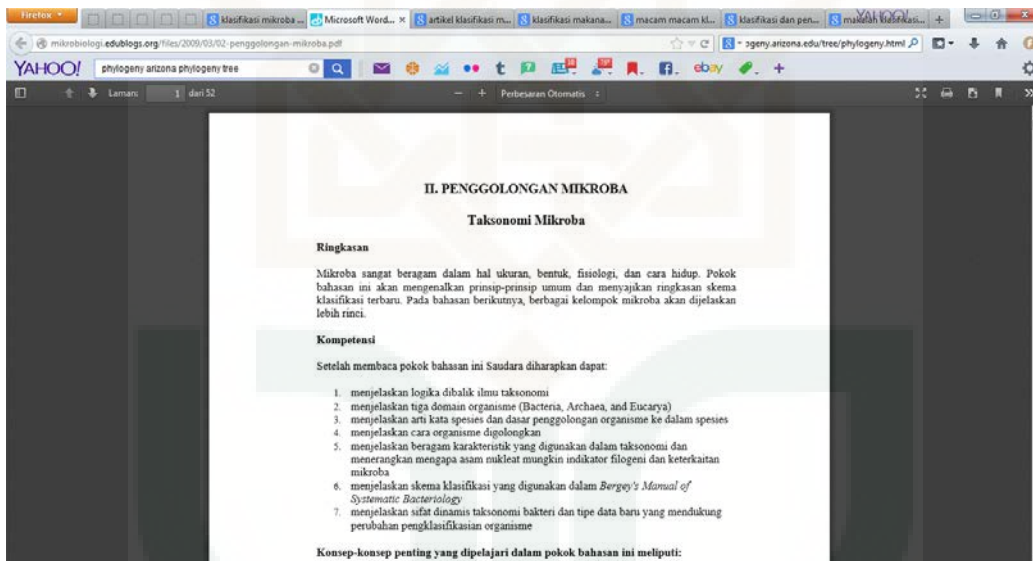 Firefox
klasifikasi mikroba ...
Microsoft Word... ×
artikel klasifikasi m...
klasifikasi makana...
macam macam kl...
klasifikasi dan pen...
YAHOO!
mikrobiologi.edublogs.org/files/2009/03/02-penggolongan-mikroba.pdf
ogeny.arizona.edu/tree/phylogeny.html
YAHOO!
phylogeny arizona phylogeny tree
ebay
Laman: 1 dari 52
Perbesaran Otomatis
II. PENGGOLONGAN MIKROBA
Taksonomi Mikroba
Ringkasan
Mikroba sangat beragam dalam hal ukuran, bentuk, fisiologi, dan cara hidup. Pokok
bahasan ini akan mengenalkan prinsip-prinsip umum dan menyajikan ringkasan skema
klasifikasi terbaru. Pada bahasan berikutnya, berbagai kelompok mikroba akan dijelaskan
lebih rinci.
Kompetensi
Setelah membaca pokok bahasan ini Saudara diharapkan dapat:
1. menjelaskan logika dibalik ilmu taksonomi
2. menjelaskan tiga domain organisme (Bacteria, Archaea, and Eucarya)
3. menjelaskan arti kata spesies dan dasar penggolongan organisme ke dalam spesies
4. menjelaskan cara organisme digolongkan
5. menjelaskan beragam karakteristik yang digunakan dalam taksonomi dan
menerangkan mengapa asam nukleat mungkin indikator filogeni dan keterkaitan
mikroba
6. menjelaskan skema klasifikasi yang digunakan dalam Bergey's Manual of
Systematic Bacteriology
7. menjelaskan sifat dinamis taksonomi bakteri dan tipe data baru yang mendukung
perubahan pengklasifikasian organisme
Konsep-konsep penting yang dipelajari dalam pokok bahasan ini meliputi: